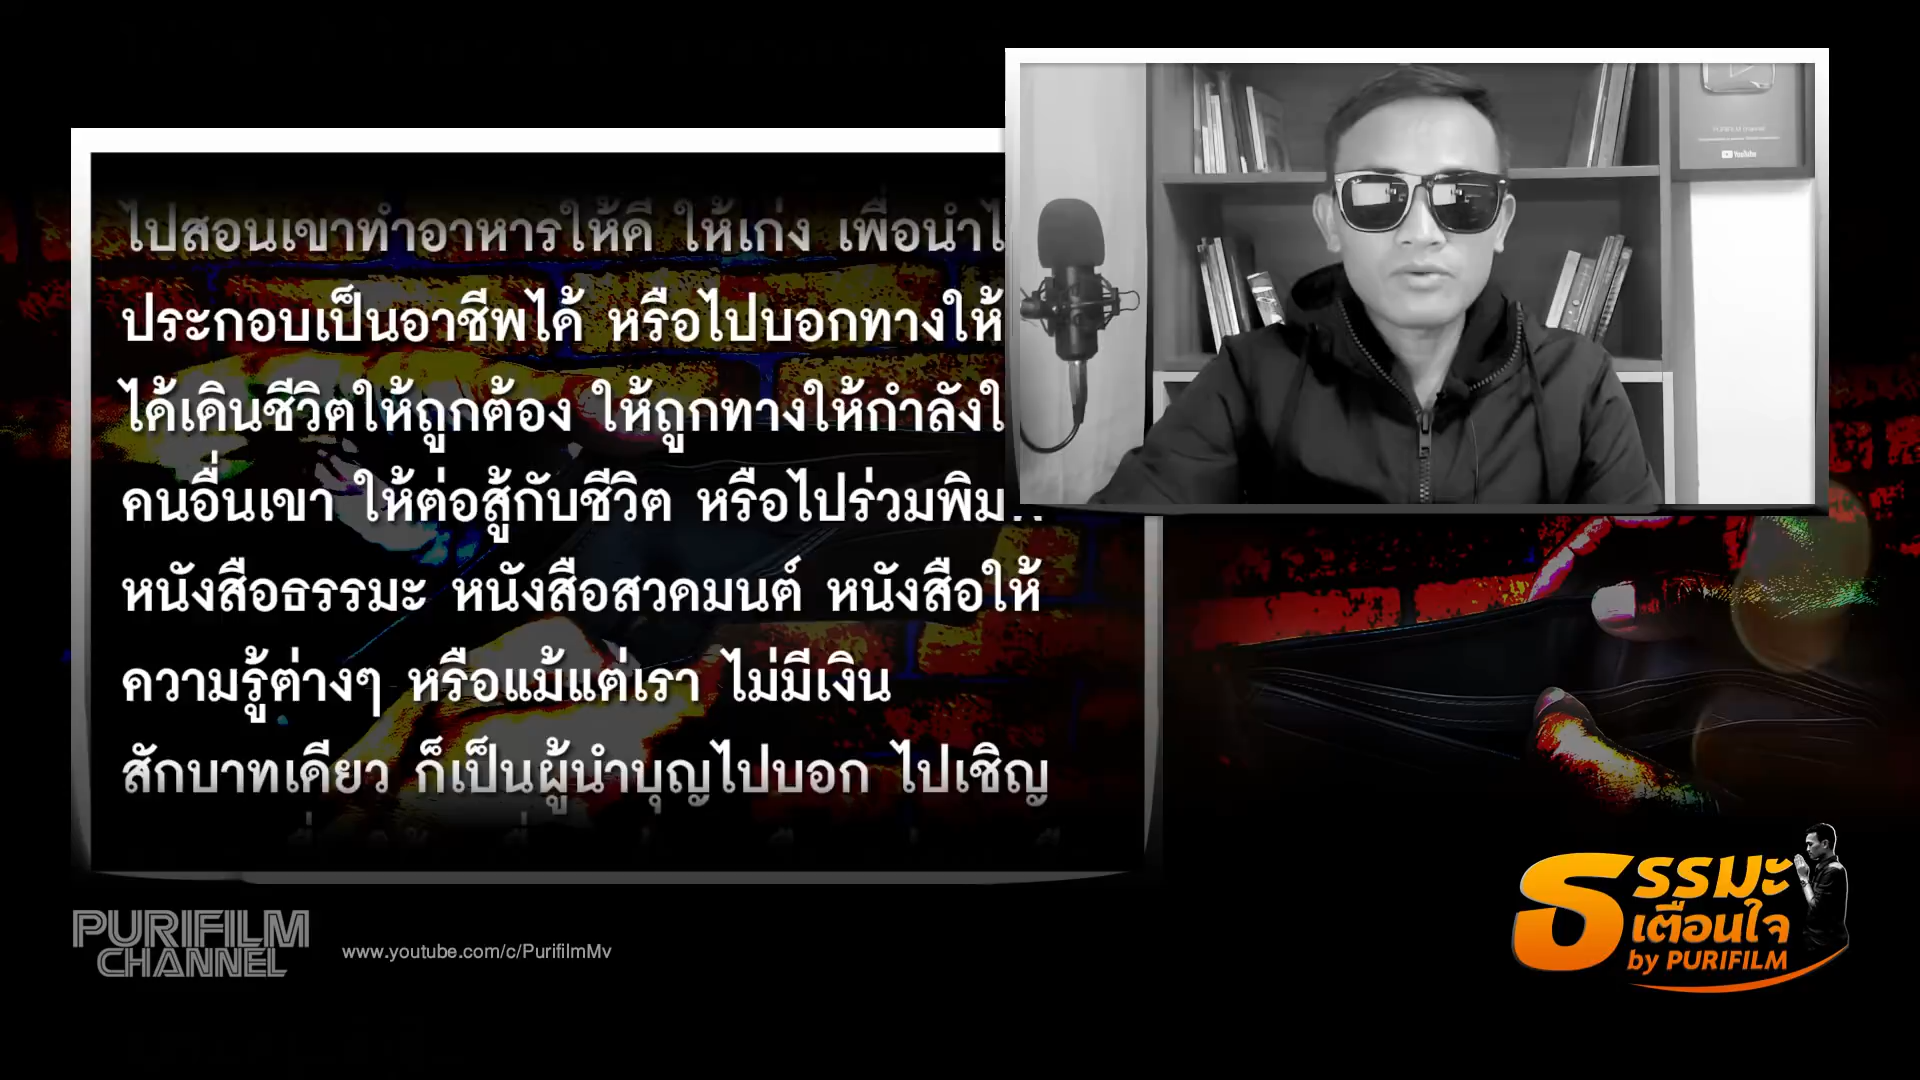 ไปสอนเขาทำอาหารให้ดี ให้เก่ง เพื่อนำไ
ประกอบเป็นอาชีพได้ หรือไปบอกทางให้
ได้เดินชีวิตให้ถูกต้อง ให้ถูกทางให้กำลังใ
คนอื่นเขา ให้ต่อสู้กับชีวิต หรือไปร่วมพิม
หนังสือธรรมะ หนังสือสวดมนต์ หนังสือให้
ความรู้ต่างๆ หรือแม้แต่เรา ไม่มีเงิน
สักบาทเดียว ก็เป็นผู้นำบุญไปบอก ไปเชิญ
YouTube
PURIFILM
CHANNEL
www.youtube.com/c/PurifilmMv
ธรรมะ
เตือนใจ
by PURIFILM